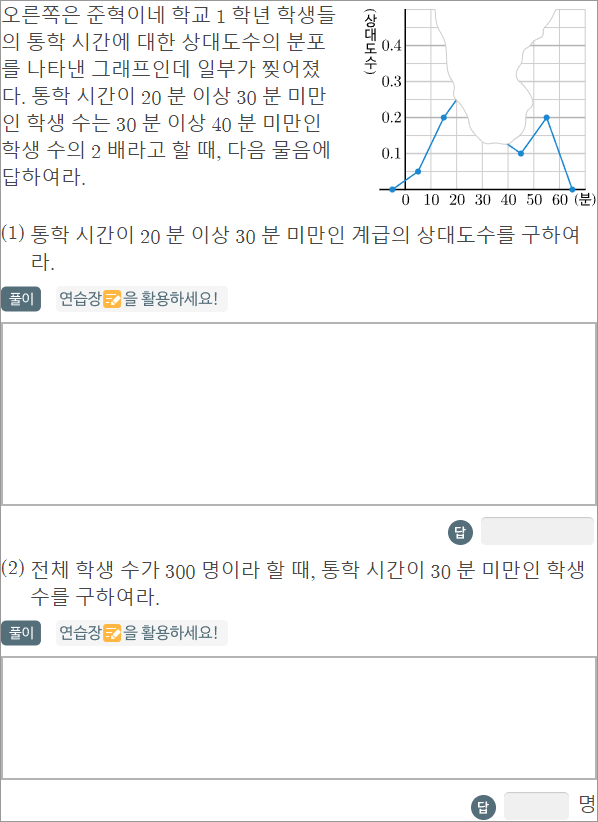 오른쪽은 준혁이네 학교 1 학년 학생들
의 통학 시간에 대한 상대도수의 분포
를 나타낸 그래프인데 일부가 찢어졌
다. 통학 시간이 20 분 이상 30 분 미만
인 학생 수는 30 분 이상 40 분 미만인
학생 수의 2 배라고 할 때, 다음 물음에
답하여라.
(상대도수)
0.4
0.3
0.2
0.1
0 10 20 30 40 50 60 (분)
(1) 통학 시간이 20 분 이상 30 분 미만인 계급의 상대도수를 구하여
라.
풀이 연습장을 활용하세요!
답
(2) 전체 학생 수가 300 명이라 할 때, 통학 시간이 30 분 미만인 학생
수를 구하여라.
풀이 연습장을 활용하세요!
답 명